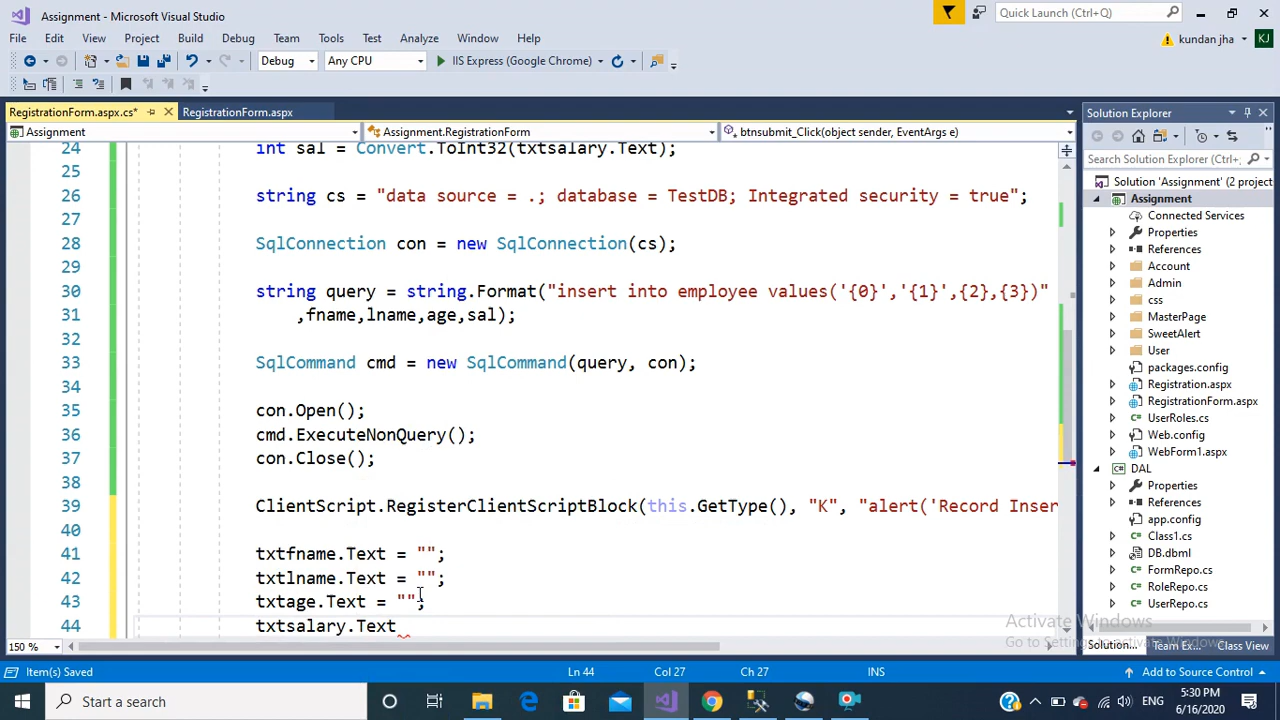 Assignment - Microsoft Visual Studio
Quick Launch (Ctrl+Q)
File Edit View Project Build Debug Team Tools Test Analyze Window Help
kundan jha KJ
Debug Any CPU IIS Express (Google Chrome)
RegistrationForm.aspx.cs* RegistrationForm.aspx
Assignment Assignment.RegistrationForm btnsubmit_Click(object sender, EventArgs e)
24 int sal = Convert.ToInt32(txtsalary.Text);
25
26 string cs = "data source = .; database = TestDB; Integrated security = true";
27
28 SqlConnection con = new SqlConnection(cs);
29
30 string query = string.Format("insert into employee values('{0}','{1}',{2},{3})"
31 ,fname,lname,age,sal);
32
33 SqlCommand cmd = new SqlCommand(query, con);
34
35 con.Open();
36 cmd.ExecuteNonQuery();
37 con.Close();
38
39 ClientScript.RegisterClientScriptBlock(this.GetType(), "K", "alert('Record Inser
40
41 txtfname.Text = "";
42 txtlname.Text = "";
43 txtage.Text = "";
44 txtsalary.Text
150 %
Solution Explorer
Search Solution Explorer (Ctrl+;)
Solution 'Assignment' (2 project
Assignment
Connected Services
Properties
References
Account
Admin
css
MasterPage
SweetAlert
User
packages.config
Registration.aspx
RegistrationForm.aspx
UserRoles.cs
Web.config
WebForm1.aspx
DAL
Properties
References
app.config
Class1.cs
DB.dbml
FormRepo.cs
RoleRepo.cs
UserRepo.cs
Activate Windows
Go to Settings to activate Windows.
Solution... Team Ex... Class View
Item(s) Saved Ln 44 Col 27 Ch 27 INS Add to Source Control
Start a search
ENG
5:30 PM
6/16/2020